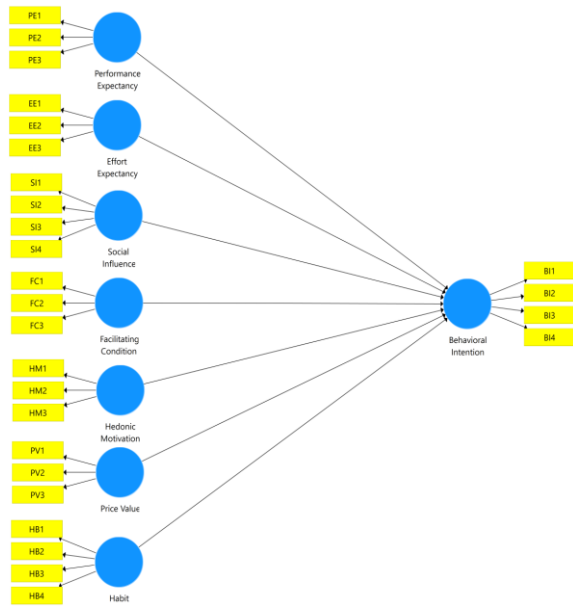 PE1
PE2
PE3
Performance
Expectancy
EE1
EE2
EE3
Effort
Expectancy
SI1
SI2
SI3
SI4
Social
Influence
FC1
FC2
FC3
Facilitating
Condition
HM1
HM2
HM3
Hedonic
Motivation
PV1
PV2
PV3
Price Value
HB1
HB2
HB3
HB4
Habit
Behavioral
Intention
BI1
BI2
BI3
BI4